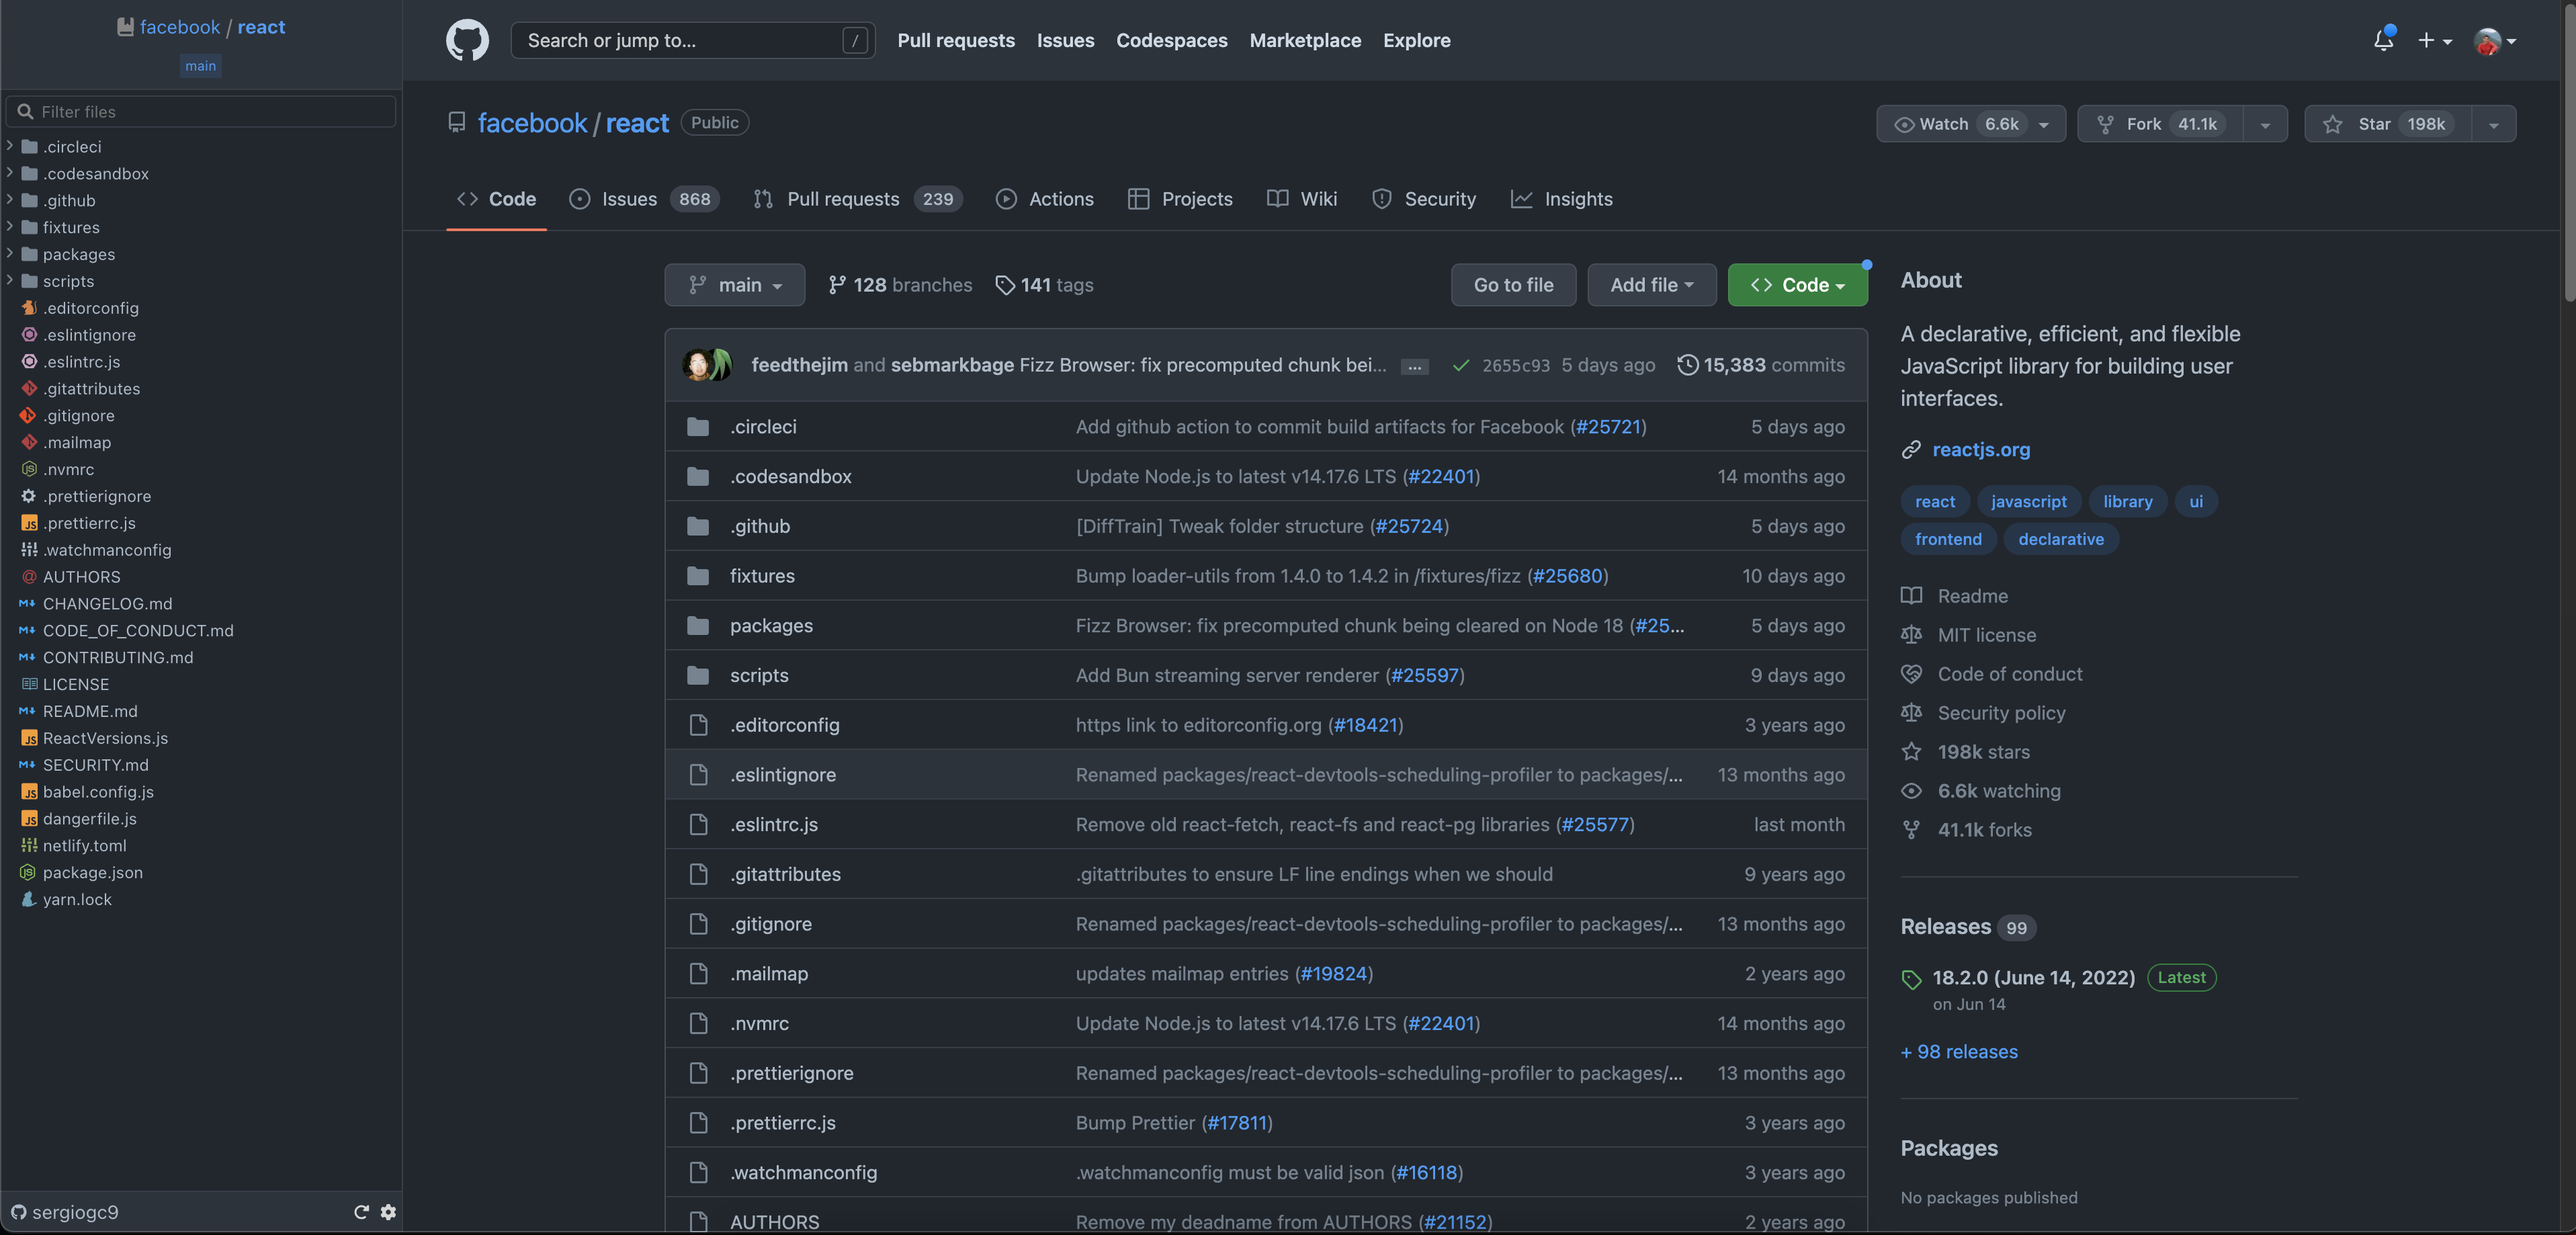 facebook / react
main
Filter files
.circleci
.codesandbox
.github
fixtures
packages
scripts
.editorconfig
.eslintignore
.eslintrc.js
.gitattributes
.gitignore
.mailmap
.nvmrc
.prettierignore
.prettierrc.js
.watchmanconfig
AUTHORS
CHANGELOG.md
CODE_OF_CONDUCT.md
CONTRIBUTING.md
LICENSE
README.md
ReactVersions.js
SECURITY.md
babel.config.js
dangerfile.js
netlify.toml
package.json
yarn.lock
sergiogc9
Search or jump to... /
Pull requests Issues Codespaces Marketplace Explore
facebook / react Public
Watch 6.6k Fork 41.1k Star 198k
Code Issues 868 Pull requests 239 Actions Projects Wiki Security Insights
main 128 branches 141 tags Go to file Add file Code
feedthejim and sebmarkbage Fizz Browser: fix precomputed chunk bei... ... 2655c93 5 days ago 15,383 commits
.circleci Add github action to commit build artifacts for Facebook (#25721) 5 days ago
.codesandbox Update Node.js to latest v14.17.6 LTS (#22401) 14 months ago
.github [DiffTrain] Tweak folder structure (#25724) 5 days ago
fixtures Bump loader-utils from 1.4.0 to 1.4.2 in /fixtures/fizz (#25680) 10 days ago
packages Fizz Browser: fix precomputed chunk being cleared on Node 18 (#25... 5 days ago
scripts Add Bun streaming server renderer (#25597) 9 days ago
.editorconfig https link to editorconfig.org (#18421) 3 years ago
.eslintignore Renamed packages/react-devtools-scheduling-profiler to packages/... 13 months ago
.eslintrc.js Remove old react-fetch, react-fs and react-pg libraries (#25577) last month
.gitattributes .gitattributes to ensure LF line endings when we should 9 years ago
.gitignore Renamed packages/react-devtools-scheduling-profiler to packages/... 13 months ago
.mailmap updates mailmap entries (#19824) 2 years ago
.nvmrc Update Node.js to latest v14.17.6 LTS (#22401) 14 months ago
.prettierignore Renamed packages/react-devtools-scheduling-profiler to packages/... 13 months ago
.prettierrc.js Bump Prettier (#17811) 3 years ago
.watchmanconfig .watchmanconfig must be valid json (#16118) 3 years ago
AUTHORS Remove my deadname from AUTHORS (#21152) 2 years ago
About
A declarative, efficient, and flexible
JavaScript library for building user
interfaces.
reactjs.org
react javascript library ui
frontend declarative
Readme
MIT license
Code of conduct
Security policy
198k stars
6.6k watching
41.1k forks
Releases 99
18.2.0 (June 14, 2022) Latest
on Jun 14
+ 98 releases
Packages
No packages published